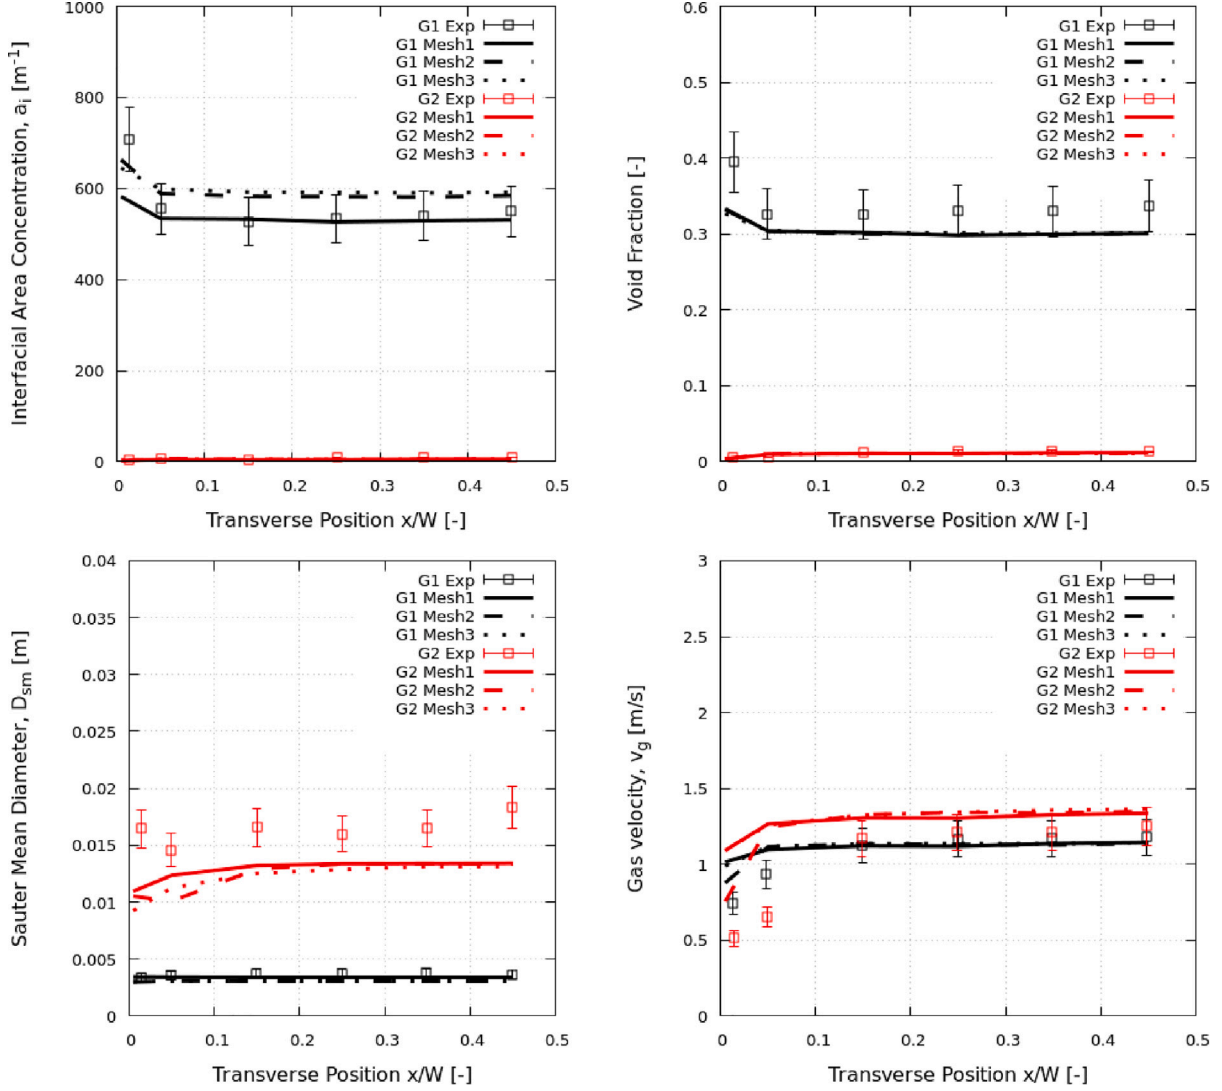 Interfacial Area Concentration, a_i [m^-1]
1000
800
600
400
200
0
G1 Exp
G1 Mesh1
G1 Mesh2
G1 Mesh3
G2 Exp
G2 Mesh1
G2 Mesh2
G2 Mesh3
0 0.1 0.2 0.3 0.4 0.5
Transverse Position x/W [-]
Void Fraction [-]
0.6
0.5
0.4
0.3
0.2
0.1
0
G1 Exp
G1 Mesh1
G1 Mesh2
G1 Mesh3
G2 Exp
G2 Mesh1
G2 Mesh2
G2 Mesh3
0 0.1 0.2 0.3 0.4 0.5
Transverse Position x/W [-]
Sauter Mean Diameter, D_sm [m]
0.04
0.035
0.03
0.025
0.02
0.015
0.01
0.005
0
G1 Exp
G1 Mesh1
G1 Mesh2
G1 Mesh3
G2 Exp
G2 Mesh1
G2 Mesh2
G2 Mesh3
0 0.1 0.2 0.3 0.4 0.5
Transverse Position x/W [-]
Gas velocity, v_g [m/s]
3
2.5
2
1.5
1
0.5
0
G1 Exp
G1 Mesh1
G1 Mesh2
G1 Mesh3
G2 Exp
G2 Mesh1
G2 Mesh2
G2 Mesh3
0 0.1 0.2 0.3 0.4 0.5
Transverse Position x/W [-]